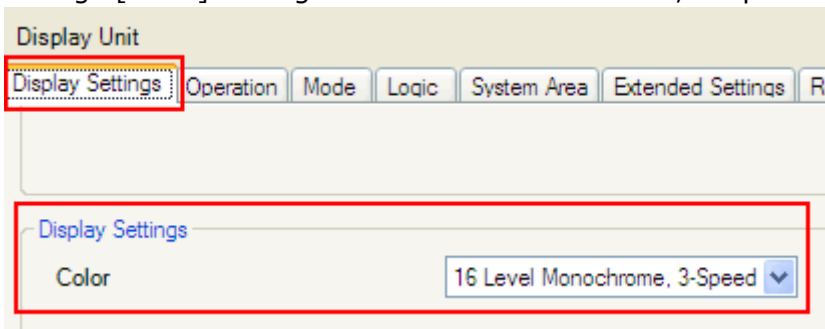 Display Unit
Display Settings Operation Mode Logic System Area Extended Settings R
Display Settings
Color 16 Level Monochrome, 3-Speed